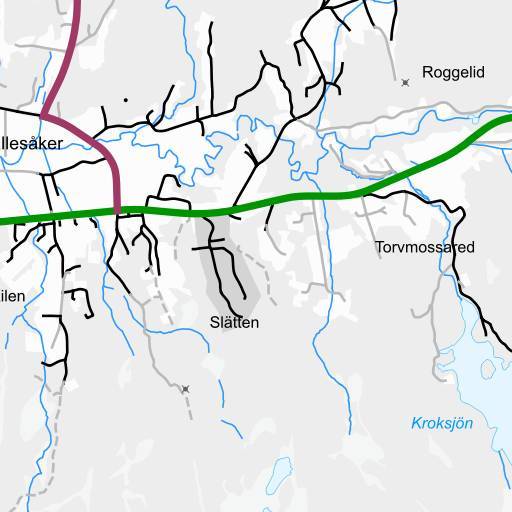 Roggelid
llesåker
Torvmossared
ilen
Slätten
Kroksjön